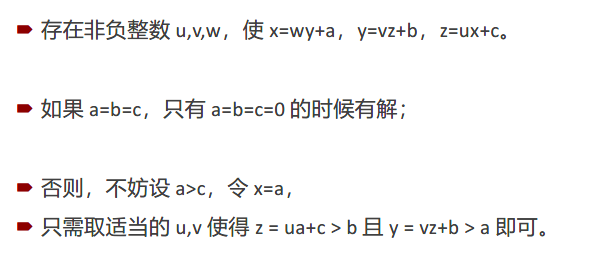 存在非负整数 u,v,w，使 x=wy+a，y=vz+b，z=ux+c。
如果 a=b=c，只有 a=b=c=0 的时候有解；
否则，不妨设 a>c，令 x=a，
只需取适当的 u,v 使得 z = ua+c > b 且 y = vz+b > a 即可。